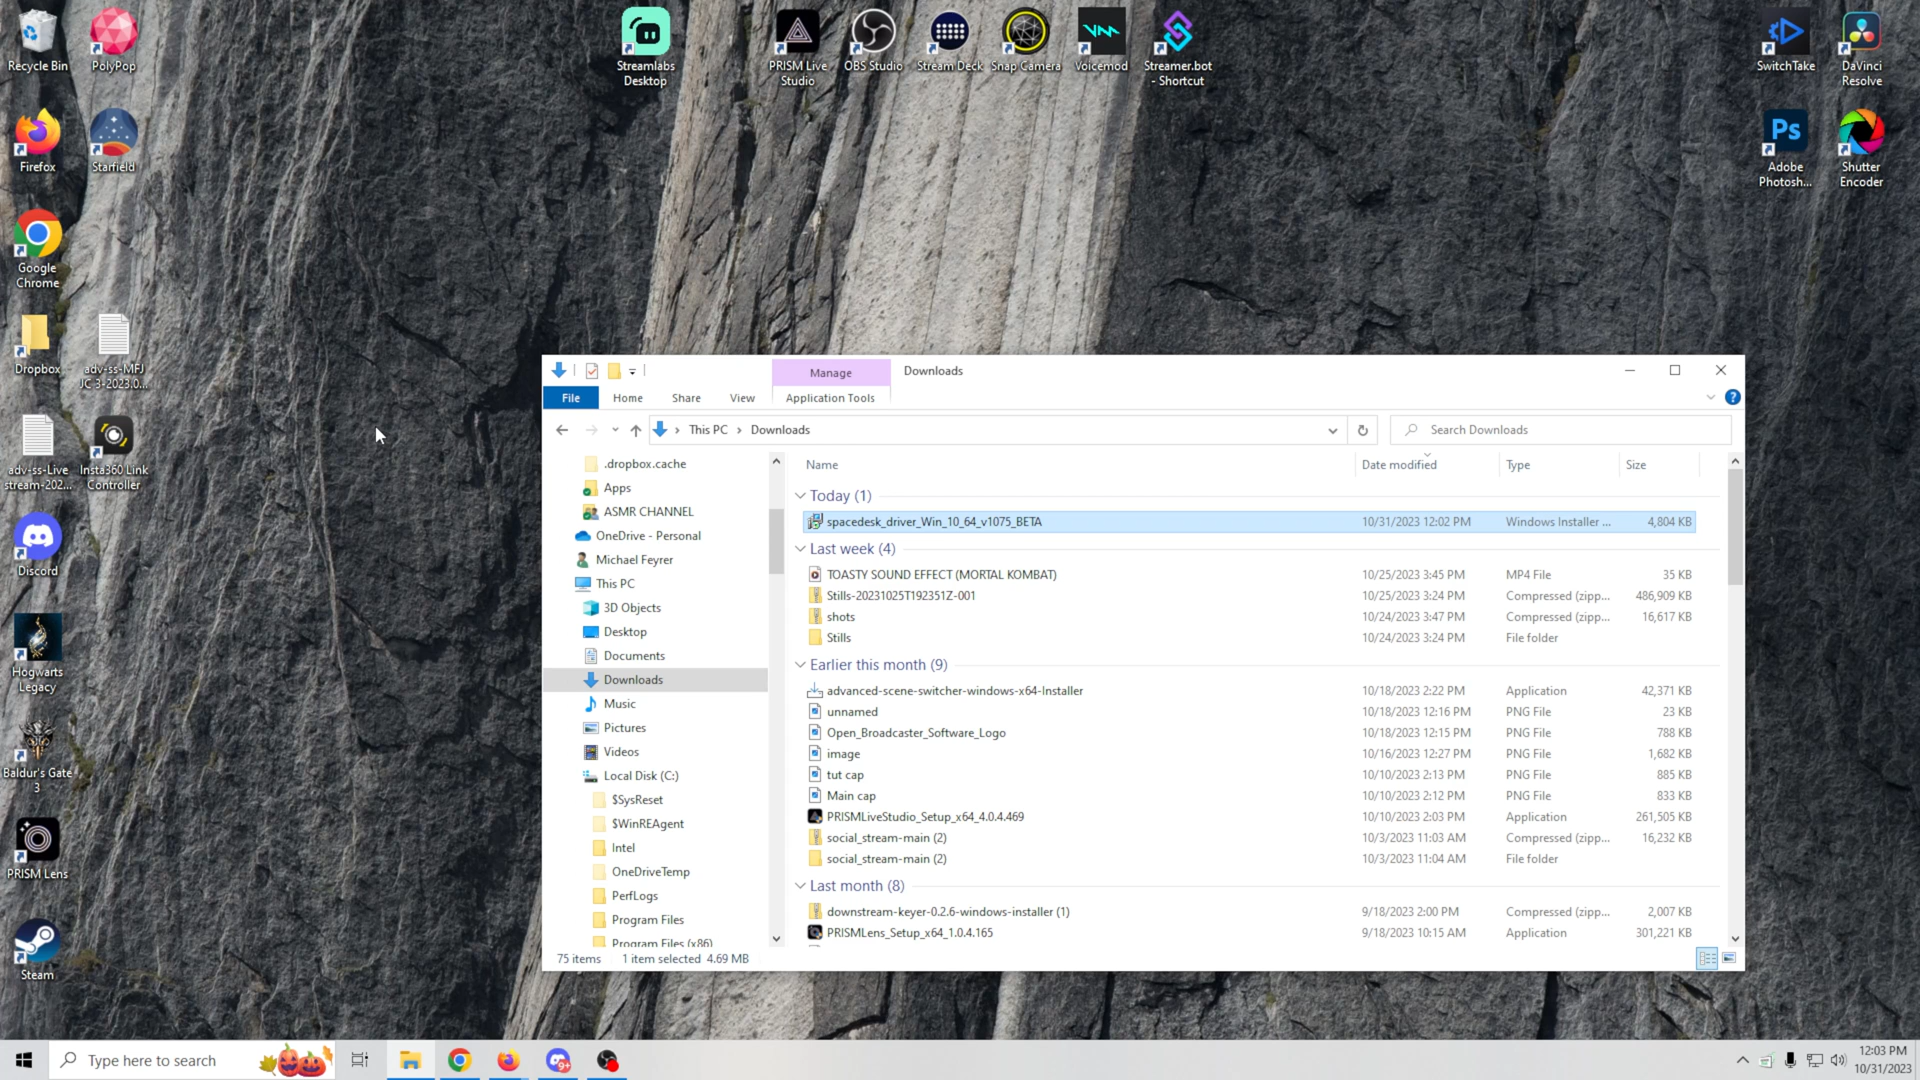 Recycle Bin
PolyPop
Streamlabs
Desktop
PRISM Live
Studio
OBS Studio
Stream Deck
Snap Camera
Voicemod
Streamer.bot
- Shortcut
SwitchTake
DaVinci
Resolve
Firefox
Starfield
Ps
Adobe
Photosh...
Shutter
Encoder
Google
Chrome
Dropbox
adv-ss-MFJ
JC 3-2023.0...
adv-ss-Live
stream-202...
Insta360 Link
Controller
Discord
Hogwarts
Legacy
Baldur's Gate
3
PRISM Lens
Steam
Manage
Downloads
File
Home
Share
View
Application Tools
This PC > Downloads
Search Downloads
.dropbox.cache
Apps
ASMR CHANNEL
OneDrive - Personal
Michael Feyrer
This PC
3D Objects
Desktop
Documents
Downloads
Music
Pictures
Videos
Local Disk (C:)
$SysReset
$WinREAgent
Intel
OneDriveTemp
PerfLogs
Program Files
Program Files (x86)
Name Date modified Type Size
Today (1)
spacedesk_driver_Win_10_64_v1075_BETA 10/31/2023 12:02 PM Windows Installer ... 4,804 KB
Last week (4)
TOASTY SOUND EFFECT (MORTAL KOMBAT) 10/25/2023 3:45 PM MP4 File 35 KB
Stills-20231025T192351Z-001 10/25/2023 3:24 PM Compressed (zipp... 486,909 KB
shots 10/24/2023 3:47 PM Compressed (zipp... 16,617 KB
Stills 10/24/2023 3:24 PM File folder
Earlier this month (9)
advanced-scene-switcher-windows-x64-Installer 10/18/2023 2:22 PM Application 42,371 KB
unnamed 10/18/2023 12:16 PM PNG File 23 KB
Open_Broadcaster_Software_Logo 10/18/2023 12:15 PM PNG File 788 KB
image 10/16/2023 12:27 PM PNG File 1,682 KB
tut cap 10/10/2023 2:13 PM PNG File 885 KB
Main cap 10/10/2023 2:12 PM PNG File 833 KB
PRISMLiveStudio_Setup_x64_4.0.4.469 10/10/2023 2:03 PM Application 261,505 KB
social_stream-main (2) 10/3/2023 11:03 AM Compressed (zipp... 16,232 KB
social_stream-main (2) 10/3/2023 11:04 AM File folder
Last month (8)
downstream-keyer-0.2.6-windows-installer (1) 9/18/2023 2:00 PM Compressed (zipp... 2,007 KB
PRISMLens_Setup_x64_1.0.4.165 9/18/2023 10:15 AM Application 301,221 KB
75 items 1 item selected 4.69 MB
Type here to search
9+
12:03 PM
10/31/2023